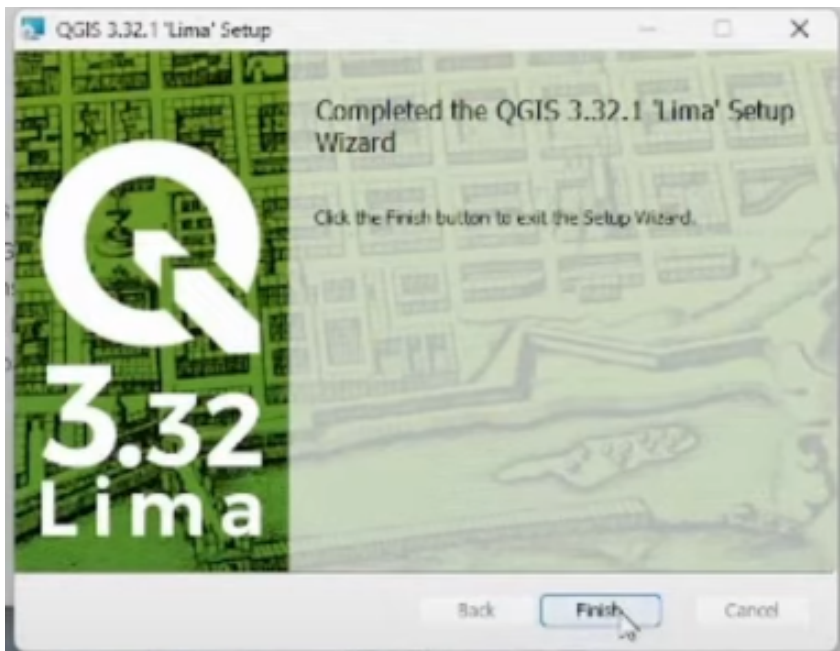 QGIS 3.32.1 'Lima' Setup
Completed the QGIS 3.32.1 'Lima' Setup
Wizard
Click the Finish button to exit the Setup Wizard.
3.32
Lima
Back
Finish
Cancel